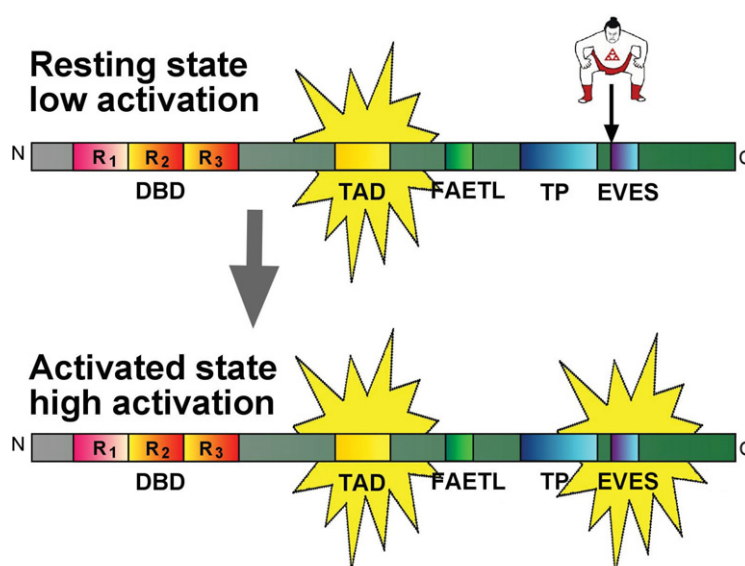 Resting state
low activation
N R1 R2 R3 C
DBD TAD FAETL TP EVES
Activated state
high activation
N R1 R2 R3 C
DBD TAD FAETL TP EVES